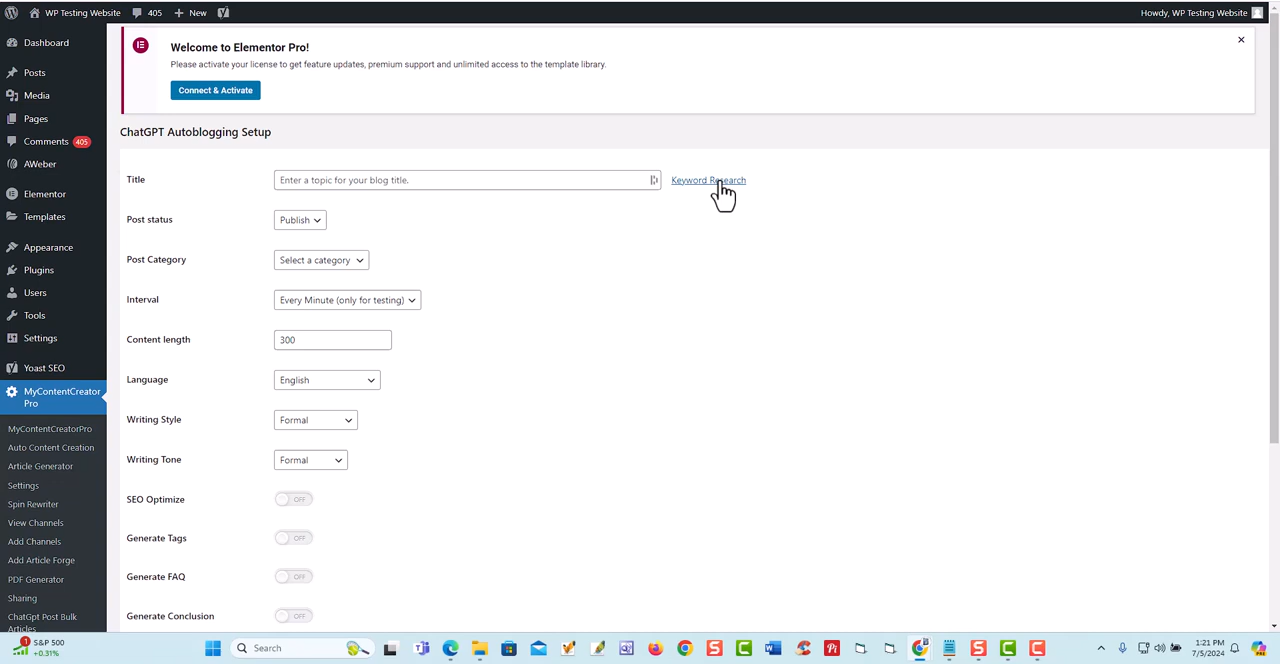 WP Testing Website 405 New Howdy, WP Testing Website
Dashboard
Posts
Media
Pages
Comments 405
AWeber
Elementor
Templates
Appearance
Plugins
Users
Tools
Settings
Yoast SEO
MyContentCreator
Pro
MyContentCreatorPro
Auto Content Creation
Article Generator
Settings
Spin Rewriter
View Channels
Add Channels
Add Article Forge
PDF Generator
Sharing
ChatGpt Post Bulk
Articles
Welcome to Elementor Pro!
Please activate your license to get feature updates, premium support and unlimited access to the template library.
Connect & Activate
ChatGPT Autoblogging Setup
Title Enter a topic for your blog title. Keyword Research
Post status Publish
Post Category Select a category
Interval Every Minute (only for testing)
Content length 300
Language English
Writing Style Formal
Writing Tone Formal
SEO Optimize OFF
Generate Tags OFF
Generate FAQ OFF
Generate Conclusion OFF
1 S&P 500
+0.31%
Search
1:21 PM
7/5/2024